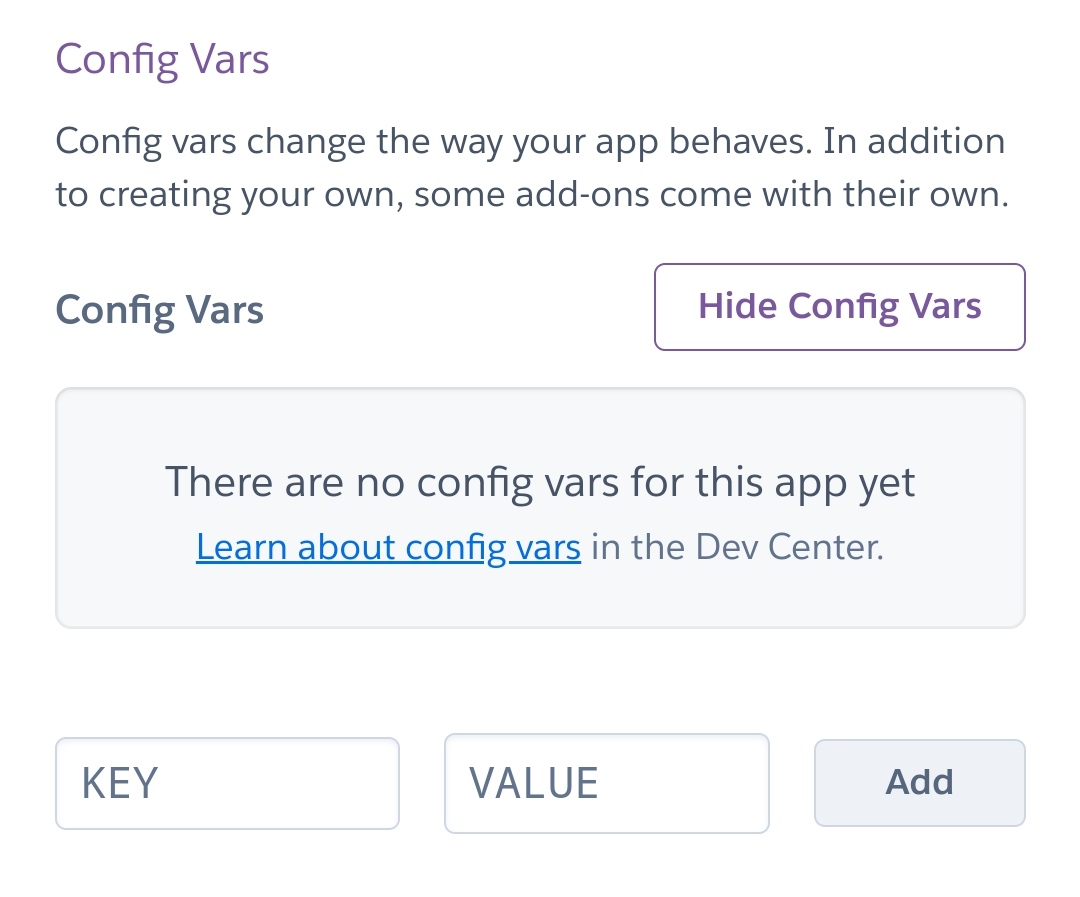 Config Vars
Config vars change the way your app behaves. In addition
to creating your own, some add-ons come with their own.
Config Vars
Hide Config Vars
There are no config vars for this app yet
Learn about config vars in the Dev Center.
KEY
VALUE
Add